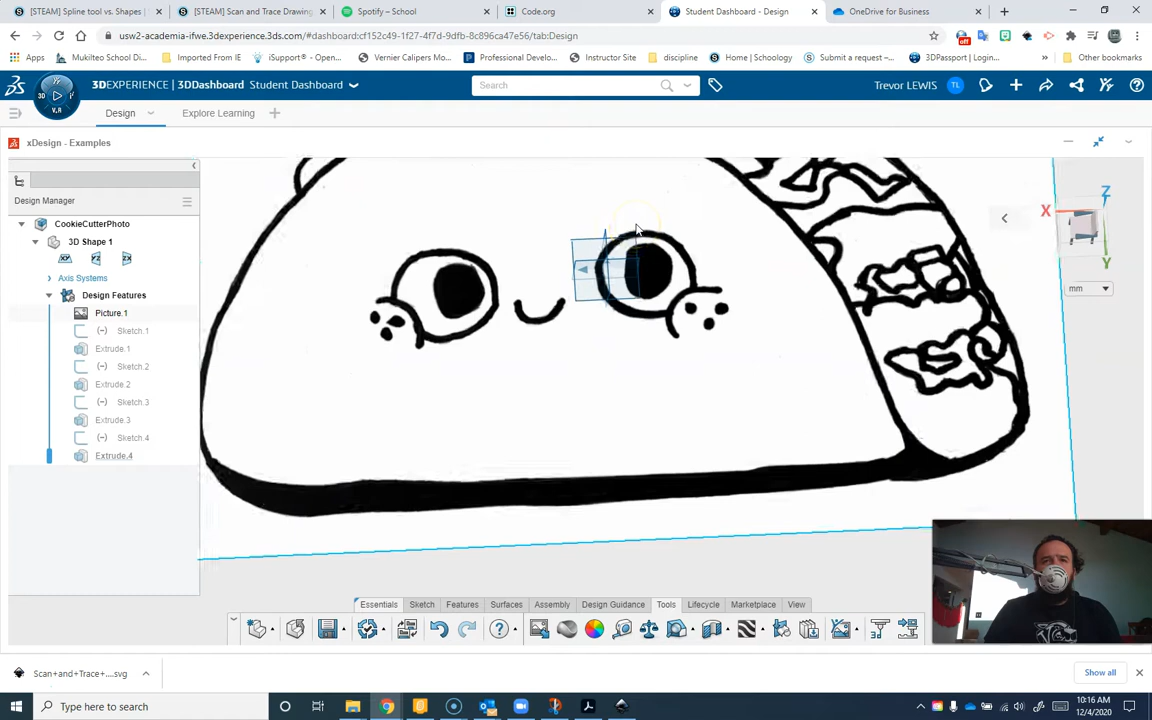 [STEAM] Spline tool vs. Shapes | [STEAM] Scan and Trace Drawing Spotify – School Code.org Student Dashboard - Design OneDrive for Business
usw2-academia-ifwe.3dexperience.3ds.com/#dashboard:cf152c49-1f27-4f7d-9dfb-8c896ca47e56/tab:Design
Apps Mukilteo School Di... Imported From IE iSupport® - Using t... Vernier Calipers Mo... Professional Develo... Instructor Site discipline Home | Schoology Submit a request – ... 3DPassport | Login... Other bookmarks
3DEXPERIENCE | 3DDashboard Student Dashboard Search Trevor LEWIS TL
Design Explore Learning
xDesign - Examples
Design Manager
CookieCutterPhoto
3D Shape 1
Axis Systems
Design Features
Picture.1
(–) Sketch.1
Extrude.1
(–) Sketch.2
Extrude.2
(–) Sketch.3
Extrude.3
(–) Sketch.4
Extrude.4
Z
X
Y
mm
Essentials Sketch Features Surfaces Assembly Design Guidance Tools Lifecycle Marketplace View
Scan+and+Trace+....svg Show all
Type here to search
10:16 AM
12/4/2020